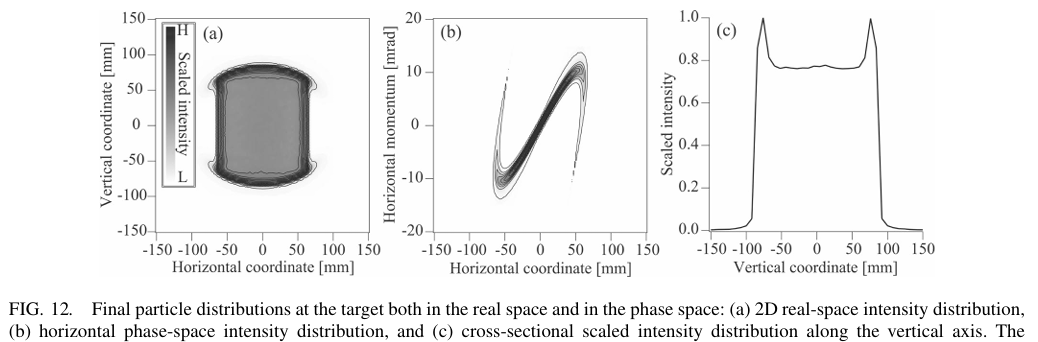 150
100
50
0
-50
-100
-150
Vertical coordinate [mm]
H
Scaled intensity
L
(a)
-150 -100 -50 0 50 100 150
Horizontal coordinate [mm]
20
10
0
-10
-20
Horizontal momentum [mrad]
(b)
-150 -100 -50 0 50 100 150
Horizontal coordinate [mm]
1.0
0.8
0.6
0.4
0.2
0.0
Scaled intensity
(c)
-150 -100 -50 0 50 100 150
Vertical coordinate [mm]
FIG. 12. Final particle distributions at the target both in the real space and in the phase space: (a) 2D real-space intensity distribution,
(b) horizontal phase-space intensity distribution, and (c) cross-sectional scaled intensity distribution along the vertical axis. The